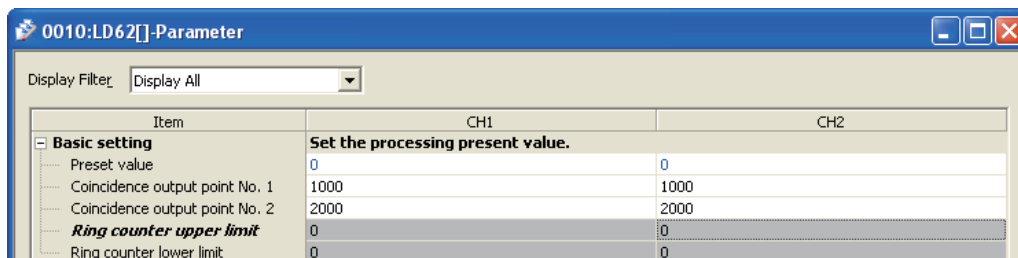 0010:LD62[]-Parameter
Display Filter Display All
Item CH1 CH2
Basic setting Set the processing present value.
Preset value 0 0
Coincidence output point No. 1 1000 1000
Coincidence output point No. 2 2000 2000
Ring counter upper limit 0 0
Ring counter lower limit 0 0